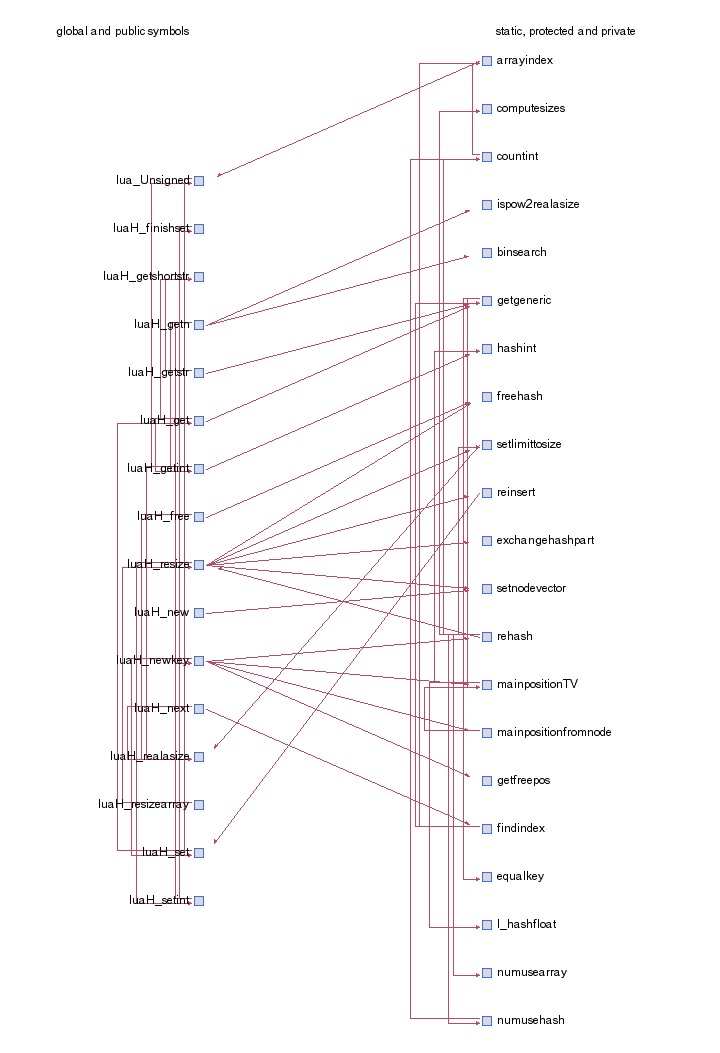 global and public symbols
static, protected and private
lua_Unsigned
luaH_finishset
luaH_getshortstr
luaH_getn
luaH_getstr
luaH_get
luaH_getint
luaH_free
luaH_resize
luaH_new
luaH_newkey
luaH_next
luaH_realasize
luaH_resizearray
luaH_set
luaH_setint
arrayindex
computesizes
countint
ispow2realasize
binsearch
getgeneric
hashint
freehash
setlimittosize
reinsert
exchangehashpart
setnodevector
rehash
mainpositionTV
mainpositionfromnode
getfreepos
findindex
equalkey
l_hashfloat
numusearray
numusehash